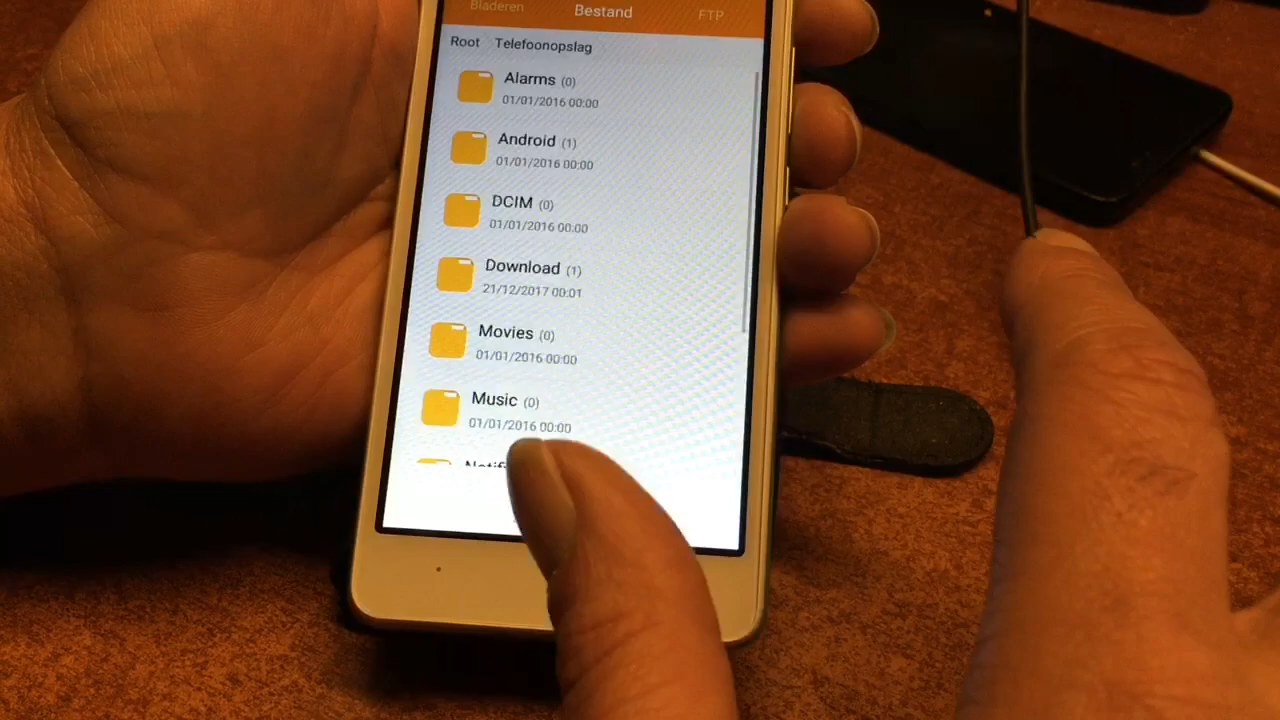 Bladeren Bestand FTP
Root Telefoonopslag
Alarms (0)
01/01/2016 00:00
Android (1)
01/01/2016 00:00
DCIM (0)
01/01/2016 00:00
Download (1)
21/12/2017 00:01
Movies (0)
01/01/2016 00:00
Music (0)
01/01/2016 00:00